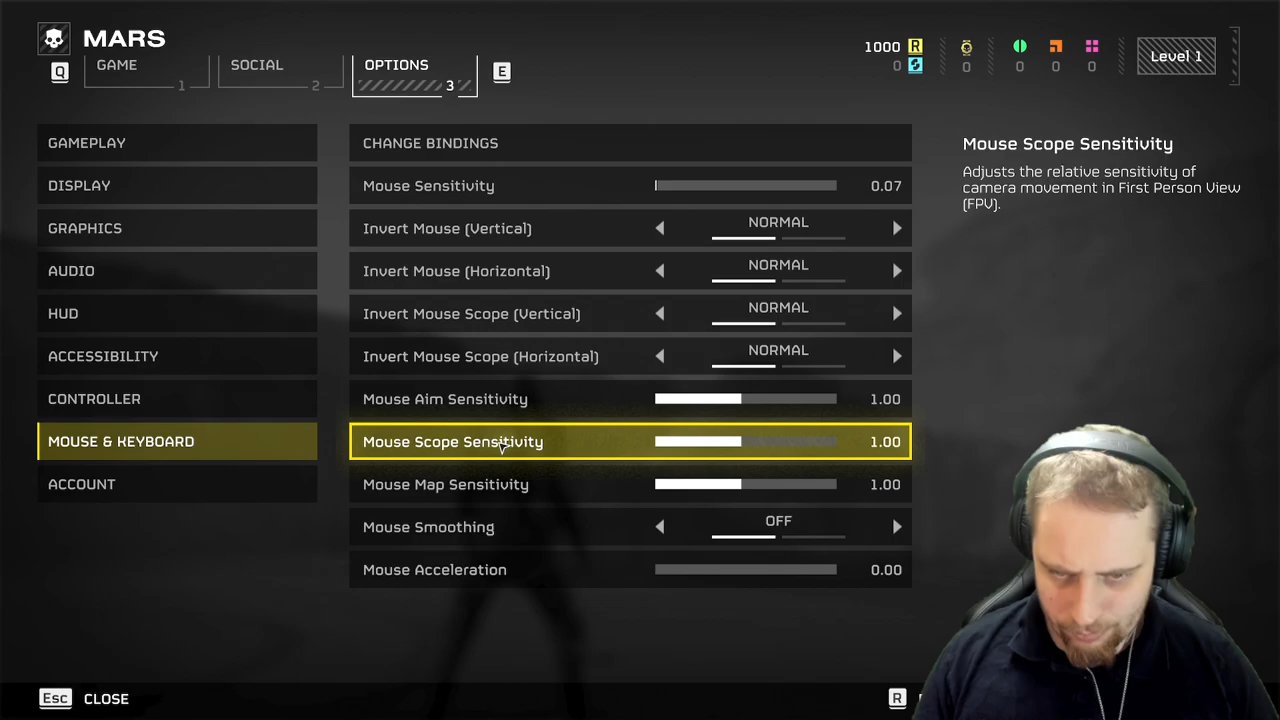 MARS
Q
GAME
1
SOCIAL
2
OPTIONS
3
E
1000 R
0
0
0
0
0
Level 1
GAMEPLAY
DISPLAY
GRAPHICS
AUDIO
HUD
ACCESSIBILITY
CONTROLLER
MOUSE & KEYBOARD
ACCOUNT
CHANGE BINDINGS
Mouse Sensitivity 0.07
Invert Mouse (Vertical) NORMAL
Invert Mouse (Horizontal) NORMAL
Invert Mouse Scope (Vertical) NORMAL
Invert Mouse Scope (Horizontal) NORMAL
Mouse Aim Sensitivity 1.00
Mouse Scope Sensitivity 1.00
Mouse Map Sensitivity 1.00
Mouse Smoothing OFF
Mouse Acceleration 0.00
Mouse Scope Sensitivity
Adjusts the relative sensitivity of
camera movement in First Person View
(FPV).
Esc CLOSE
R